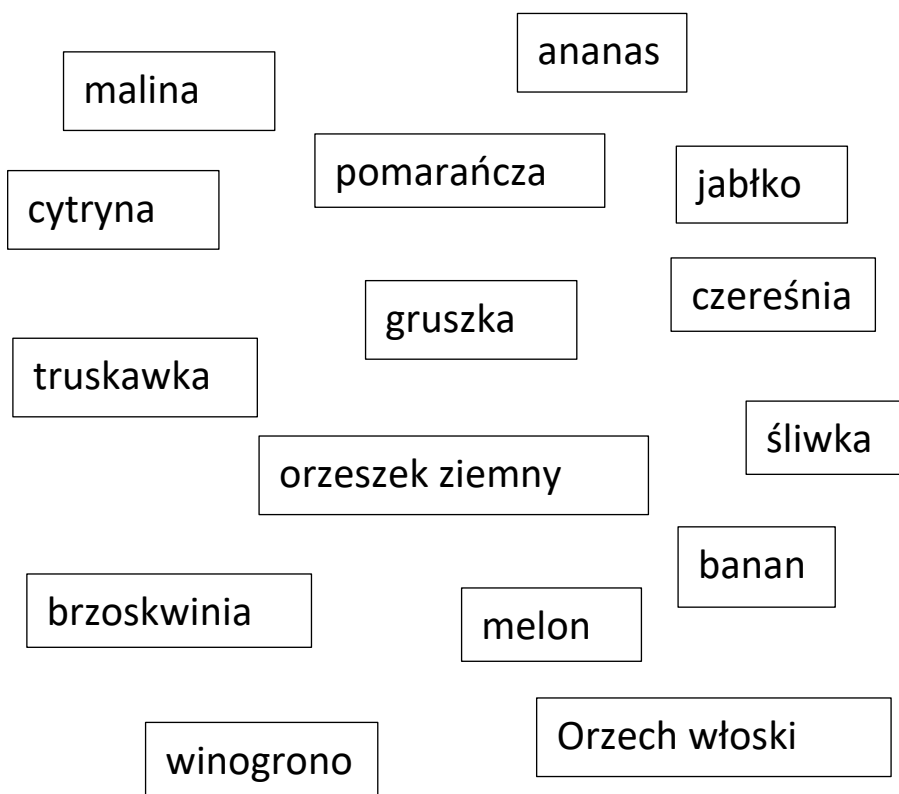 ananas
malina
pomarańcza
jabłko
cytryna
czereśnia
gruszka
truskawka
śliwka
orzeszek ziemny
banan
brzoskwinia
melon
Orzech włoski
winogrono